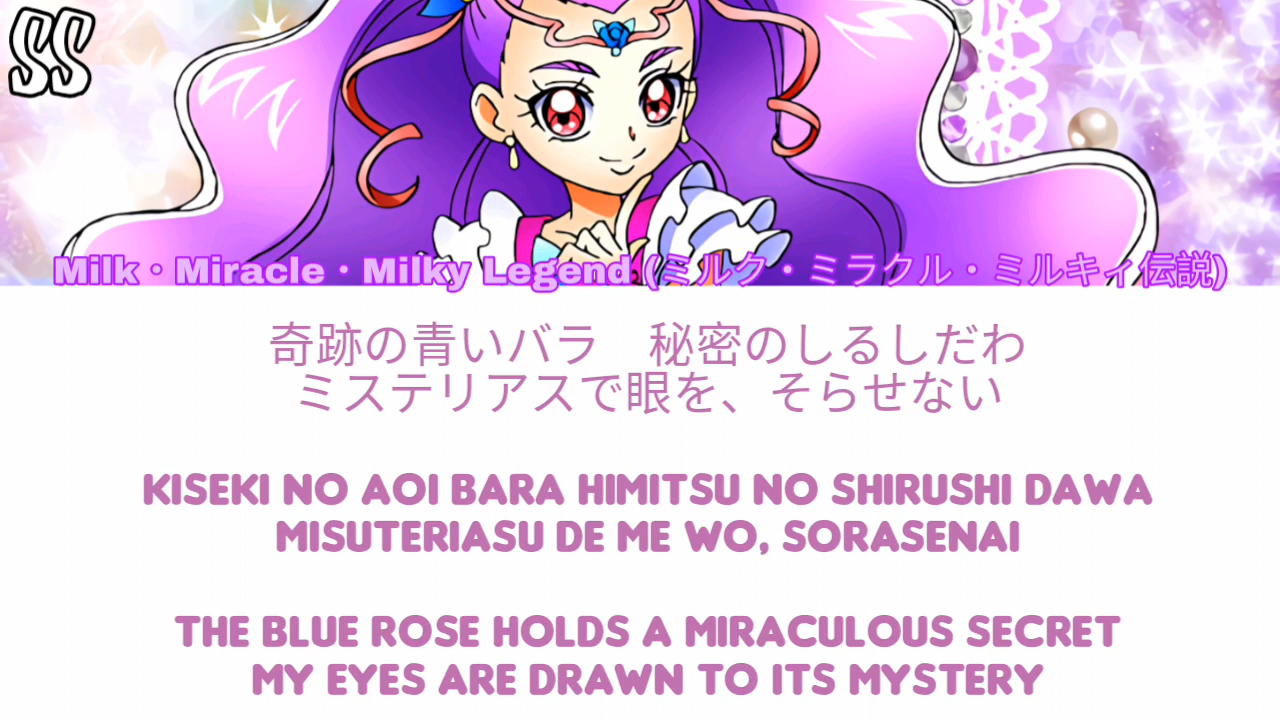 SS
Milk・Miracle・Milky Legend (ミルク・ミラクル・ミルキィ伝説)
奇跡の青いバラ　秘密のしるしだわ
ミステリアスで眼を、そらせない
KISEKI NO AOI BARA HIMITSU NO SHIRUSHI DAWA
MISUTERIASU DE ME WO, SORASENAI
THE BLUE ROSE HOLDS A MIRACULOUS SECRET
MY EYES ARE DRAWN TO ITS MYSTERY